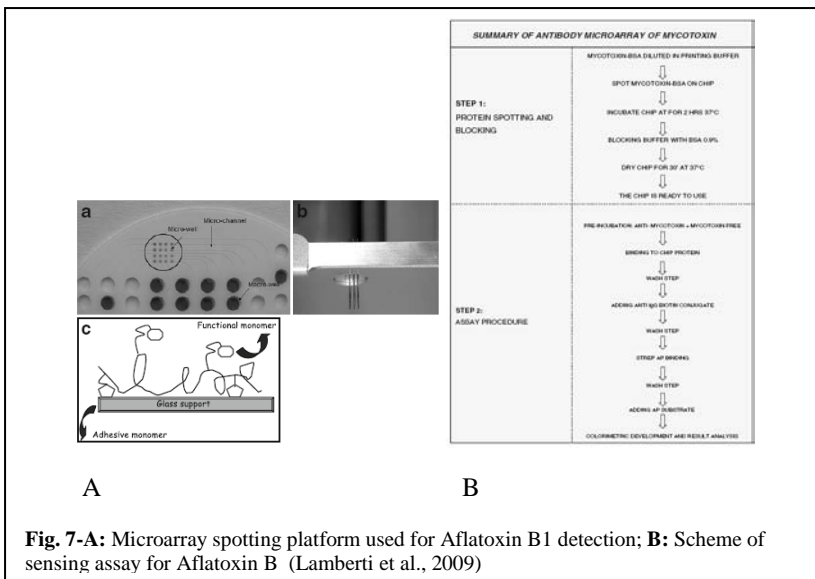 a
Micro-channel
Micro-well
Macro-well
b
c
Functional monomer
Glass support
Adhesive monomer
A
SUMMARY OF ANTIBODY MICROARRAY OF MYCOTOXIN
STEP 1:
PROTEIN SPOTTING AND
BLOCKING
MYCOTOXIN-BSA DILUTED IN PRINTING BUFFER
SPOT MYCOTOXIN-BSA ON CHIP
INCUBATE CHIP AT FOR 2 HRS 37°C
BLOCKING BUFFER WITH BSA 0.9%
DRY CHIP FOR 30' AT 37°C
THE CHIP IS READY TO USE
STEP 2:
ASSAY PROCEDURE
PRE-INCUBATION: ANTI- MYCOTOXIN + MYCOTOXIN-FREE
BINDING TO CHIP PROTEIN
WASH STEP
ADDING ANTI IgG BIOTIN CONJUGATE
WASH STEP
STREP AP BINDING
WASH STEP
ADDING AP SUBSTRATE
COLORIMETRIC DEVELOPMENT AND RESULT ANALYSIS
B
Fig. 7-A: Microarray spotting platform used for Aflatoxin B1 detection; B: Scheme of
sensing assay for Aflatoxin B (Lamberti et al., 2009)